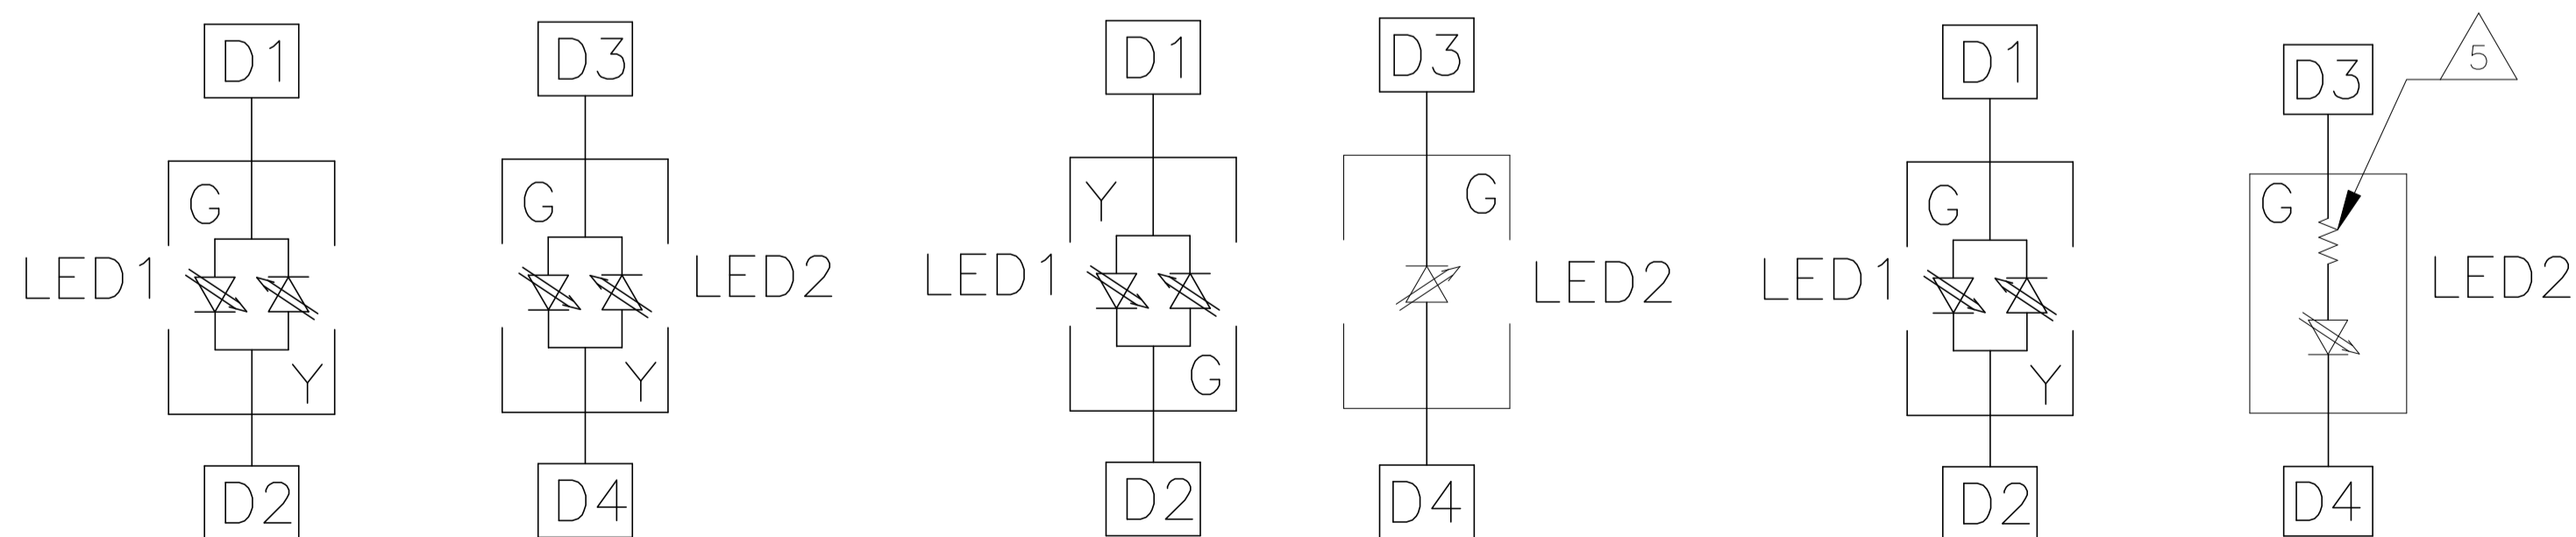 D1 D3 D1 D3 D1 D3 5
G G Y G G G
LED1 LED2 LED1 LED2 LED1 LED2
Y Y G Y
D2 D4 D2 D4 D2 D4